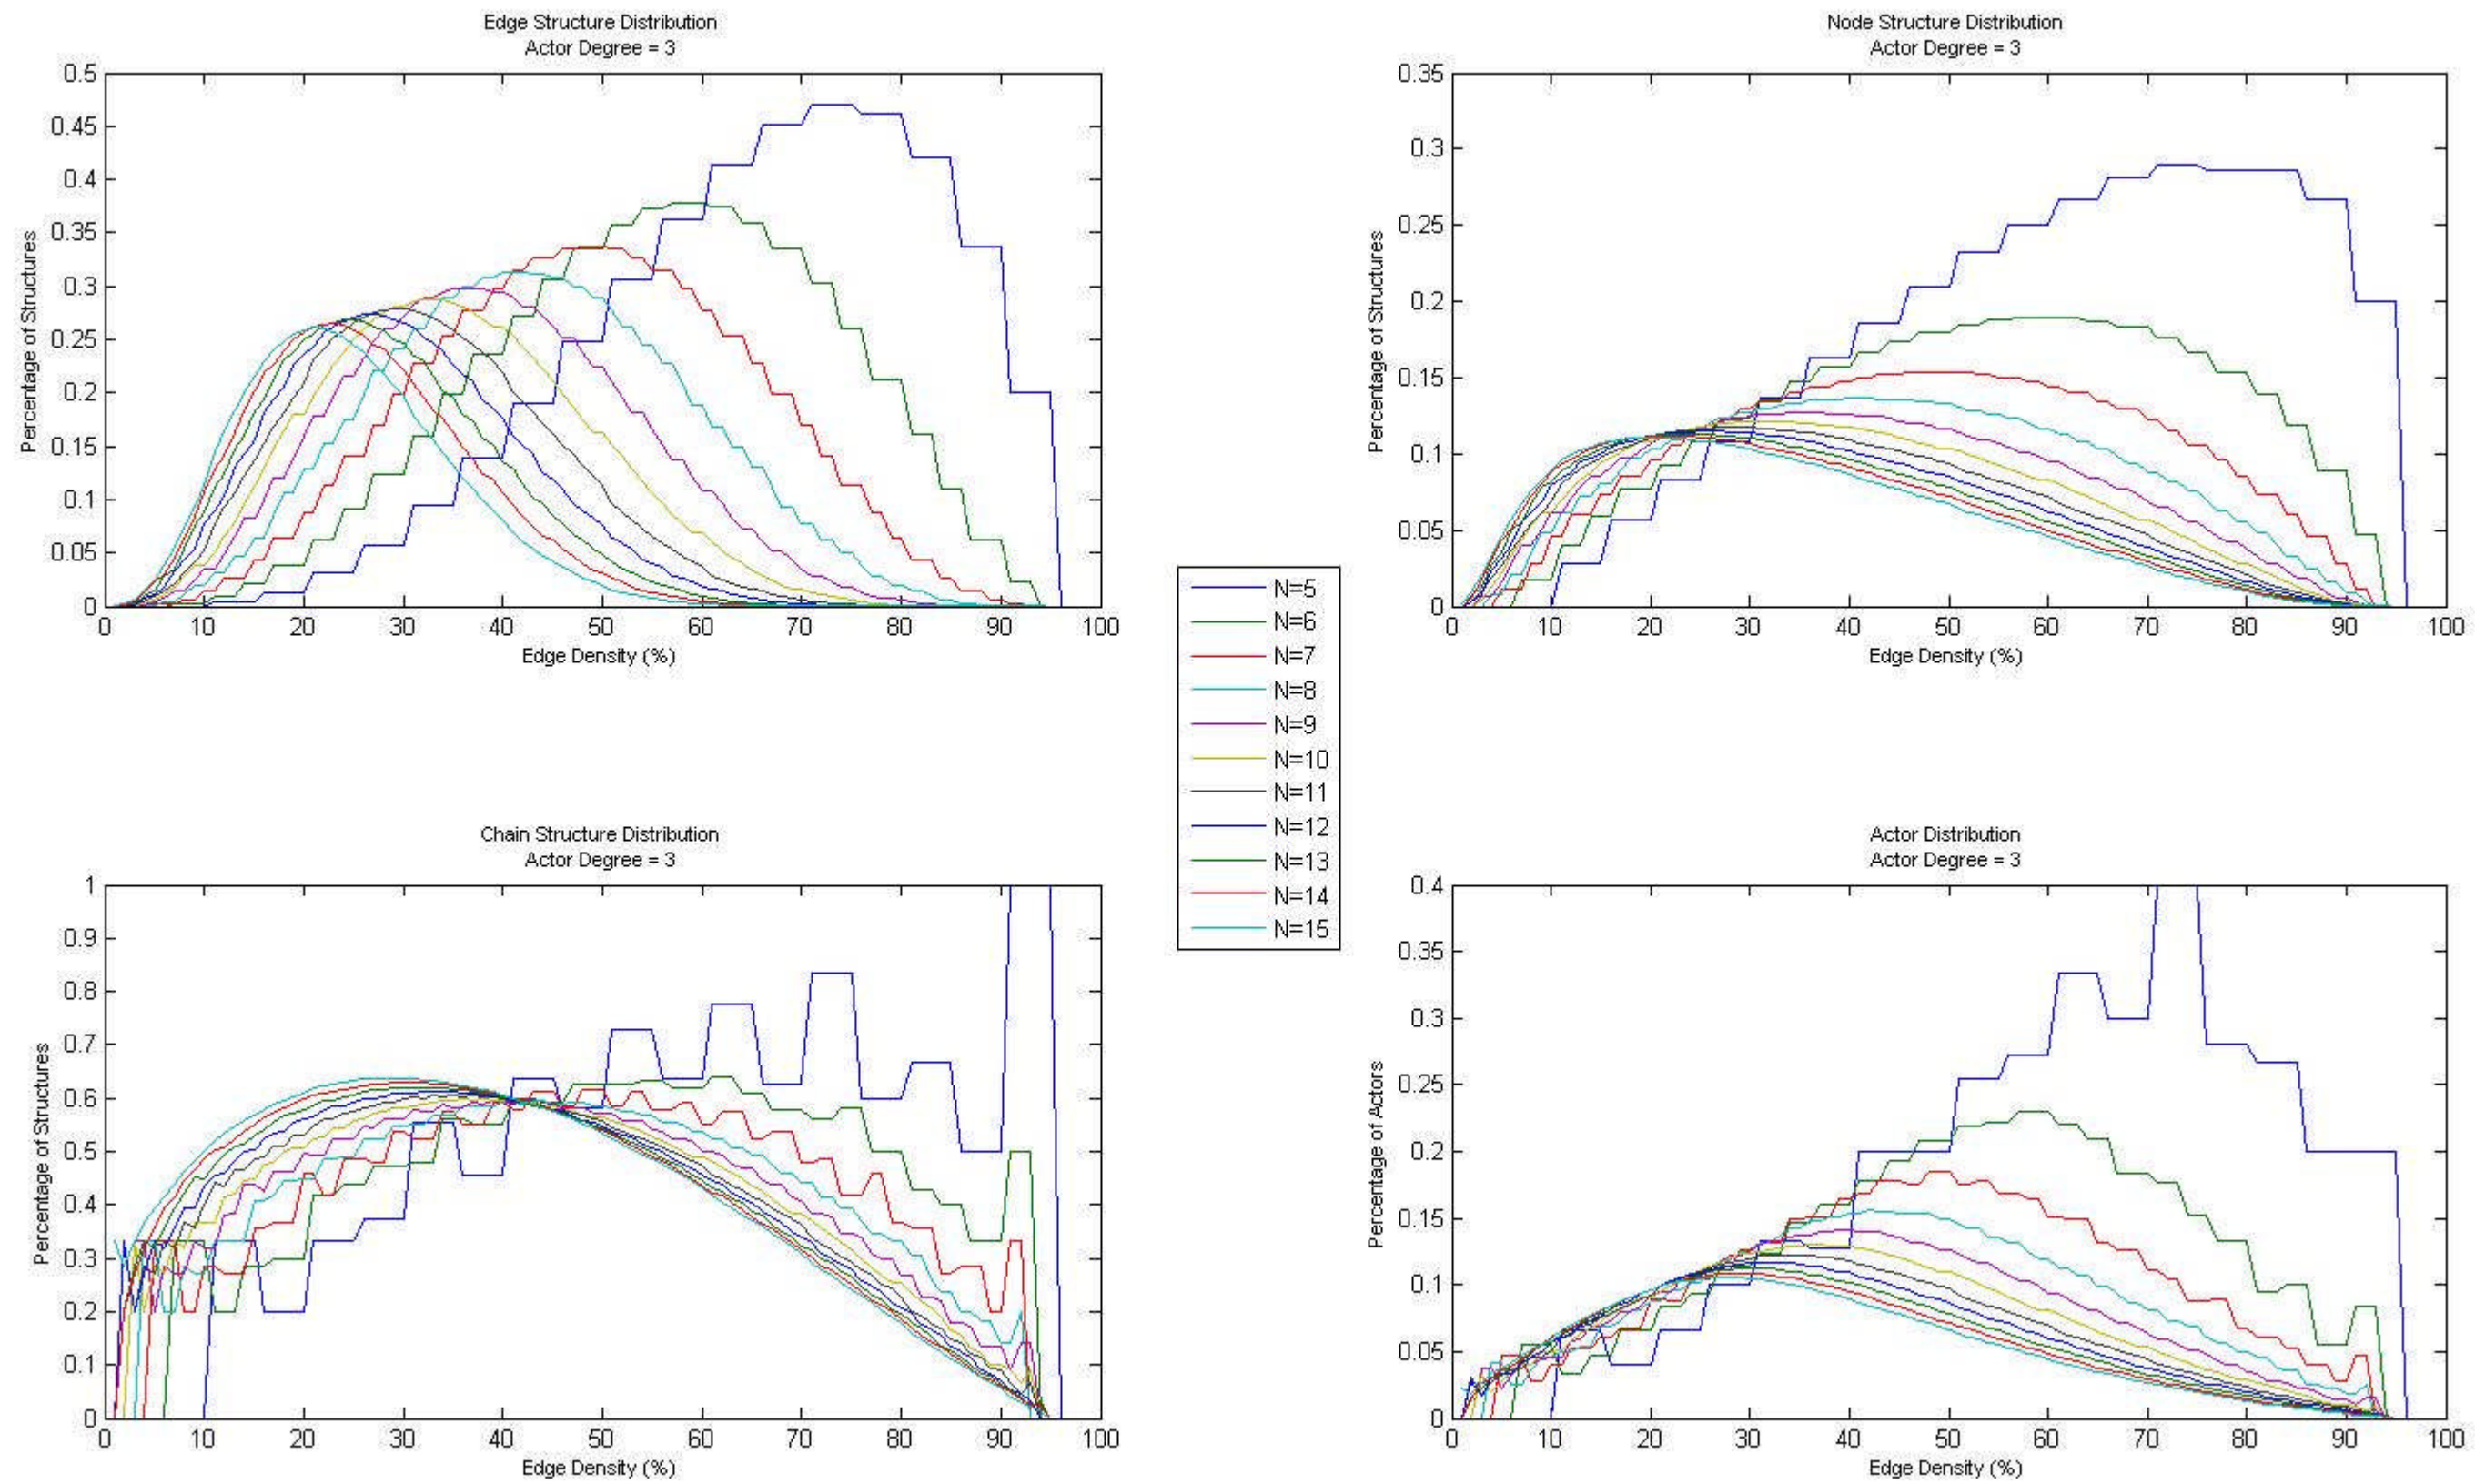 Edge Structure Distribution
Actor Degree = 3
0.5
0.45
0.4
0.35
0.3
0.25
0.2
0.15
0.1
0.05
0
Percentage of Structures
0 10 20 30 40 50 60 70 80 90 100
Edge Density (%)
Node Structure Distribution
Actor Degree = 3
0.35
0.3
0.25
0.2
0.15
0.1
0.05
0
Percentage of Structures
0 10 20 30 40 50 60 70 80 90 100
Edge Density (%)
N=5
N=6
N=7
N=8
N=9
N=10
N=11
N=12
N=13
N=14
N=15
Chain Structure Distribution
Actor Degree = 3
1
0.9
0.8
0.7
0.6
0.5
0.4
0.3
0.2
0.1
0
Percentage of Structures
0 10 20 30 40 50 60 70 80 90 100
Edge Density (%)
Actor Distribution
Actor Degree = 3
0.4
0.35
0.3
0.25
0.2
0.15
0.1
0.05
0
Percentage of Actors
0 10 20 30 40 50 60 70 80 90 100
Edge Density (%)